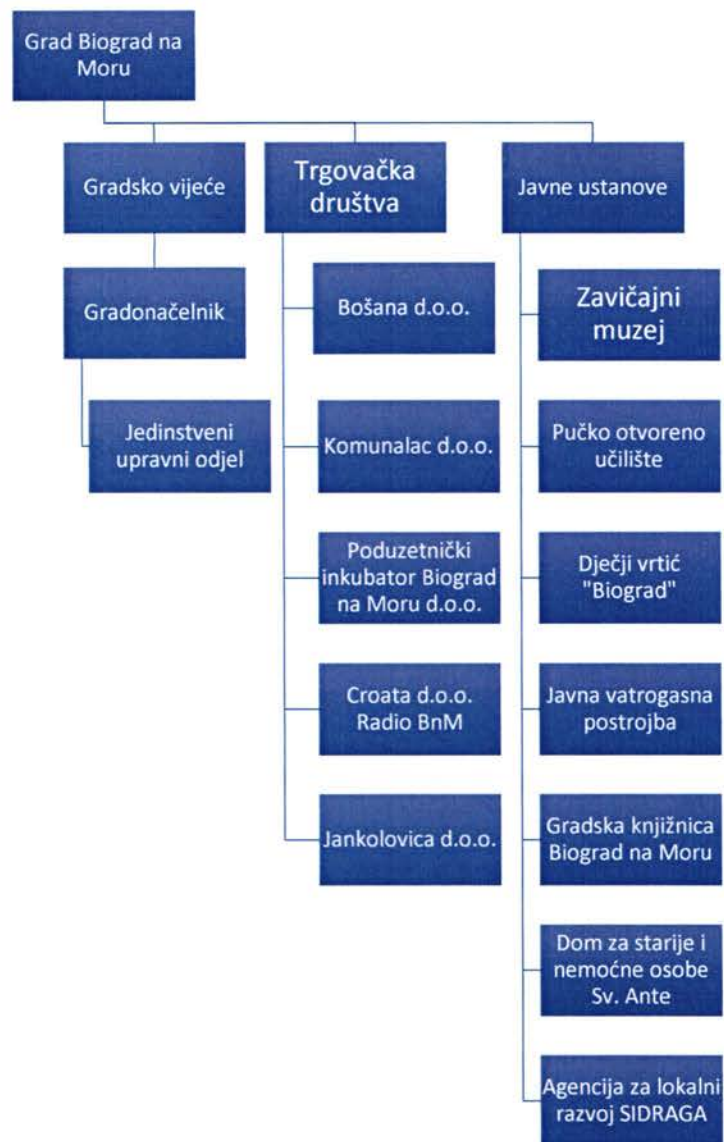 Grad Biograd na
Moru
Gradsko vijeće
Gradonačelnik
Jedinstveni
upravni odjel
Trgovačka
društva
Bošana d.o.o.
Komunalac d.o.o.
Poduzetnički
inkubator Biograd
na Moru d.o.o.
Croata d.o.o.
Radio BnM
Jankolovica d.o.o.
Javne ustanove
Zavičajni
muzej
Pučko otvoreno
učilište
Dječji vrtić
"Biograd"
Javna vatrogasna
postrojba
Gradska knjižnica
Biograd na Moru
Dom za starije i
nemoćne osobe
Sv. Ante
Agencija za lokalni
razvoj SIDRAGA